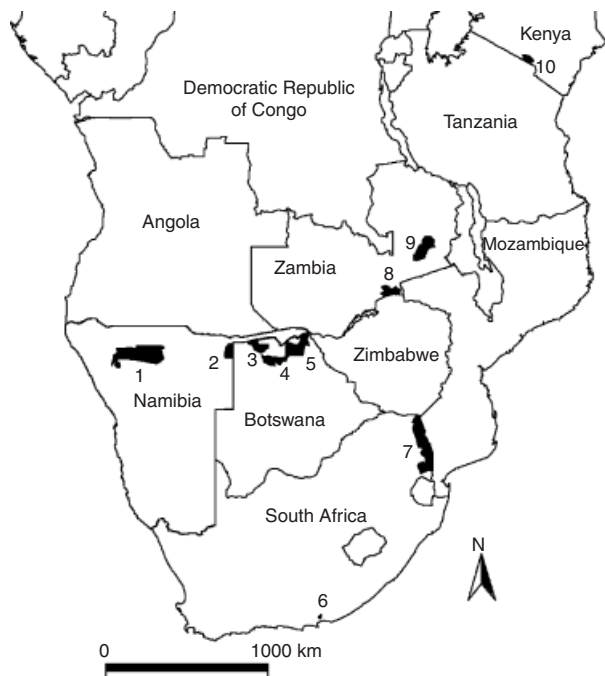 Kenya
10
Democratic Republic
of Congo
Tanzania
Angola
9
Mozambique
Zambia
8
Zimbabwe
1
2
3
4
5
Namibia
Botswana
7
South Africa
N
6
0
1000 km